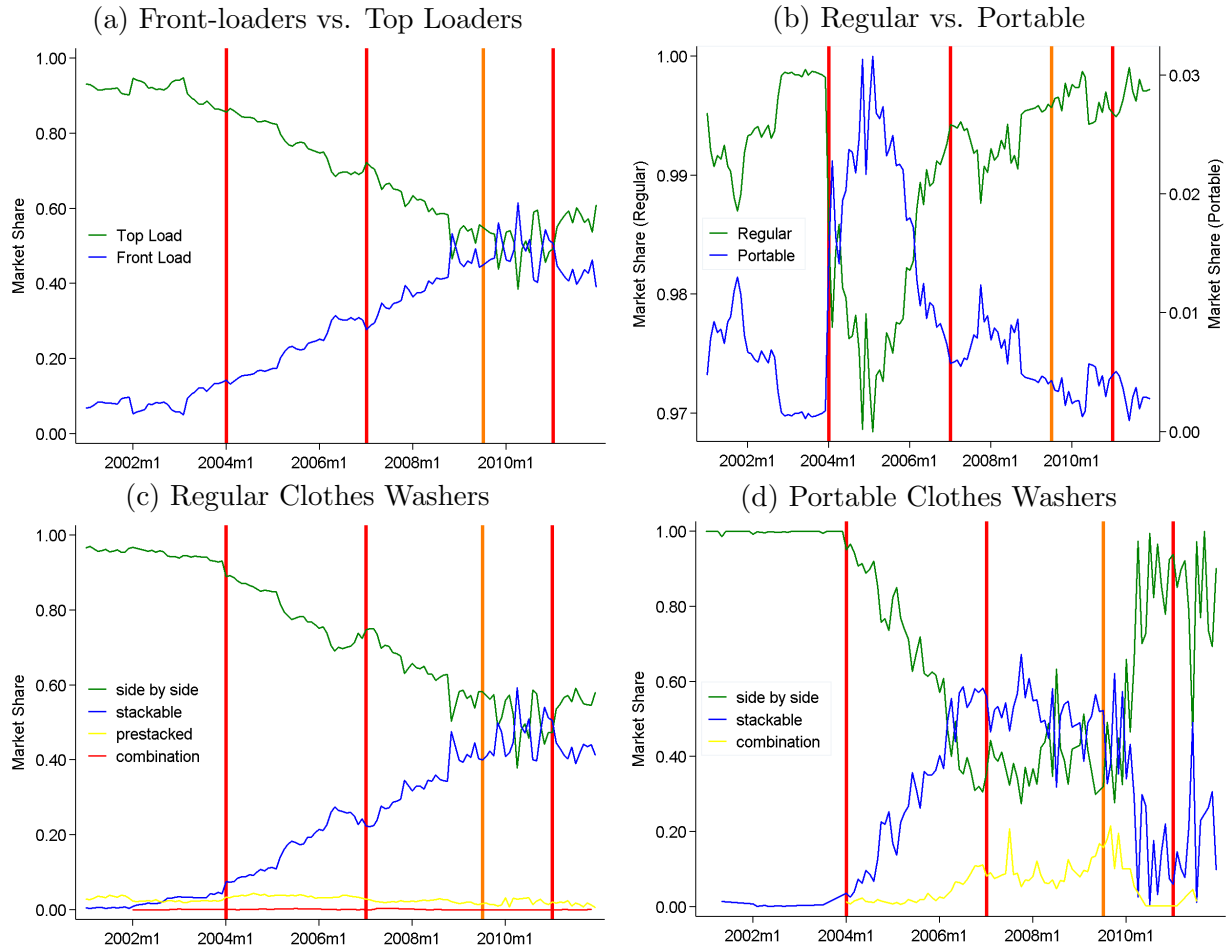 (a) Front-loaders vs. Top Loaders
1.00
0.80
0.60
0.40
0.20
0.00
Market Share
Top Load
Front Load
2002m1 2004m1 2006m1 2008m1 2010m1
(b) Regular vs. Portable
1.00
0.99
0.98
0.97
Market Share (Regular)
Regular
Portable
0.03
0.02
0.01
0.00
Market Share (Portable)
2002m1 2004m1 2006m1 2008m1 2010m1
(c) Regular Clothes Washers
1.00
0.80
0.60
0.40
0.20
0.00
Market Share
side by side
stackable
prestacked
combination
2002m1 2004m1 2006m1 2008m1 2010m1
(d) Portable Clothes Washers
1.00
0.80
0.60
0.40
0.20
0.00
Market Share
side by side
stackable
combination
2002m1 2004m1 2006m1 2008m1 2010m1